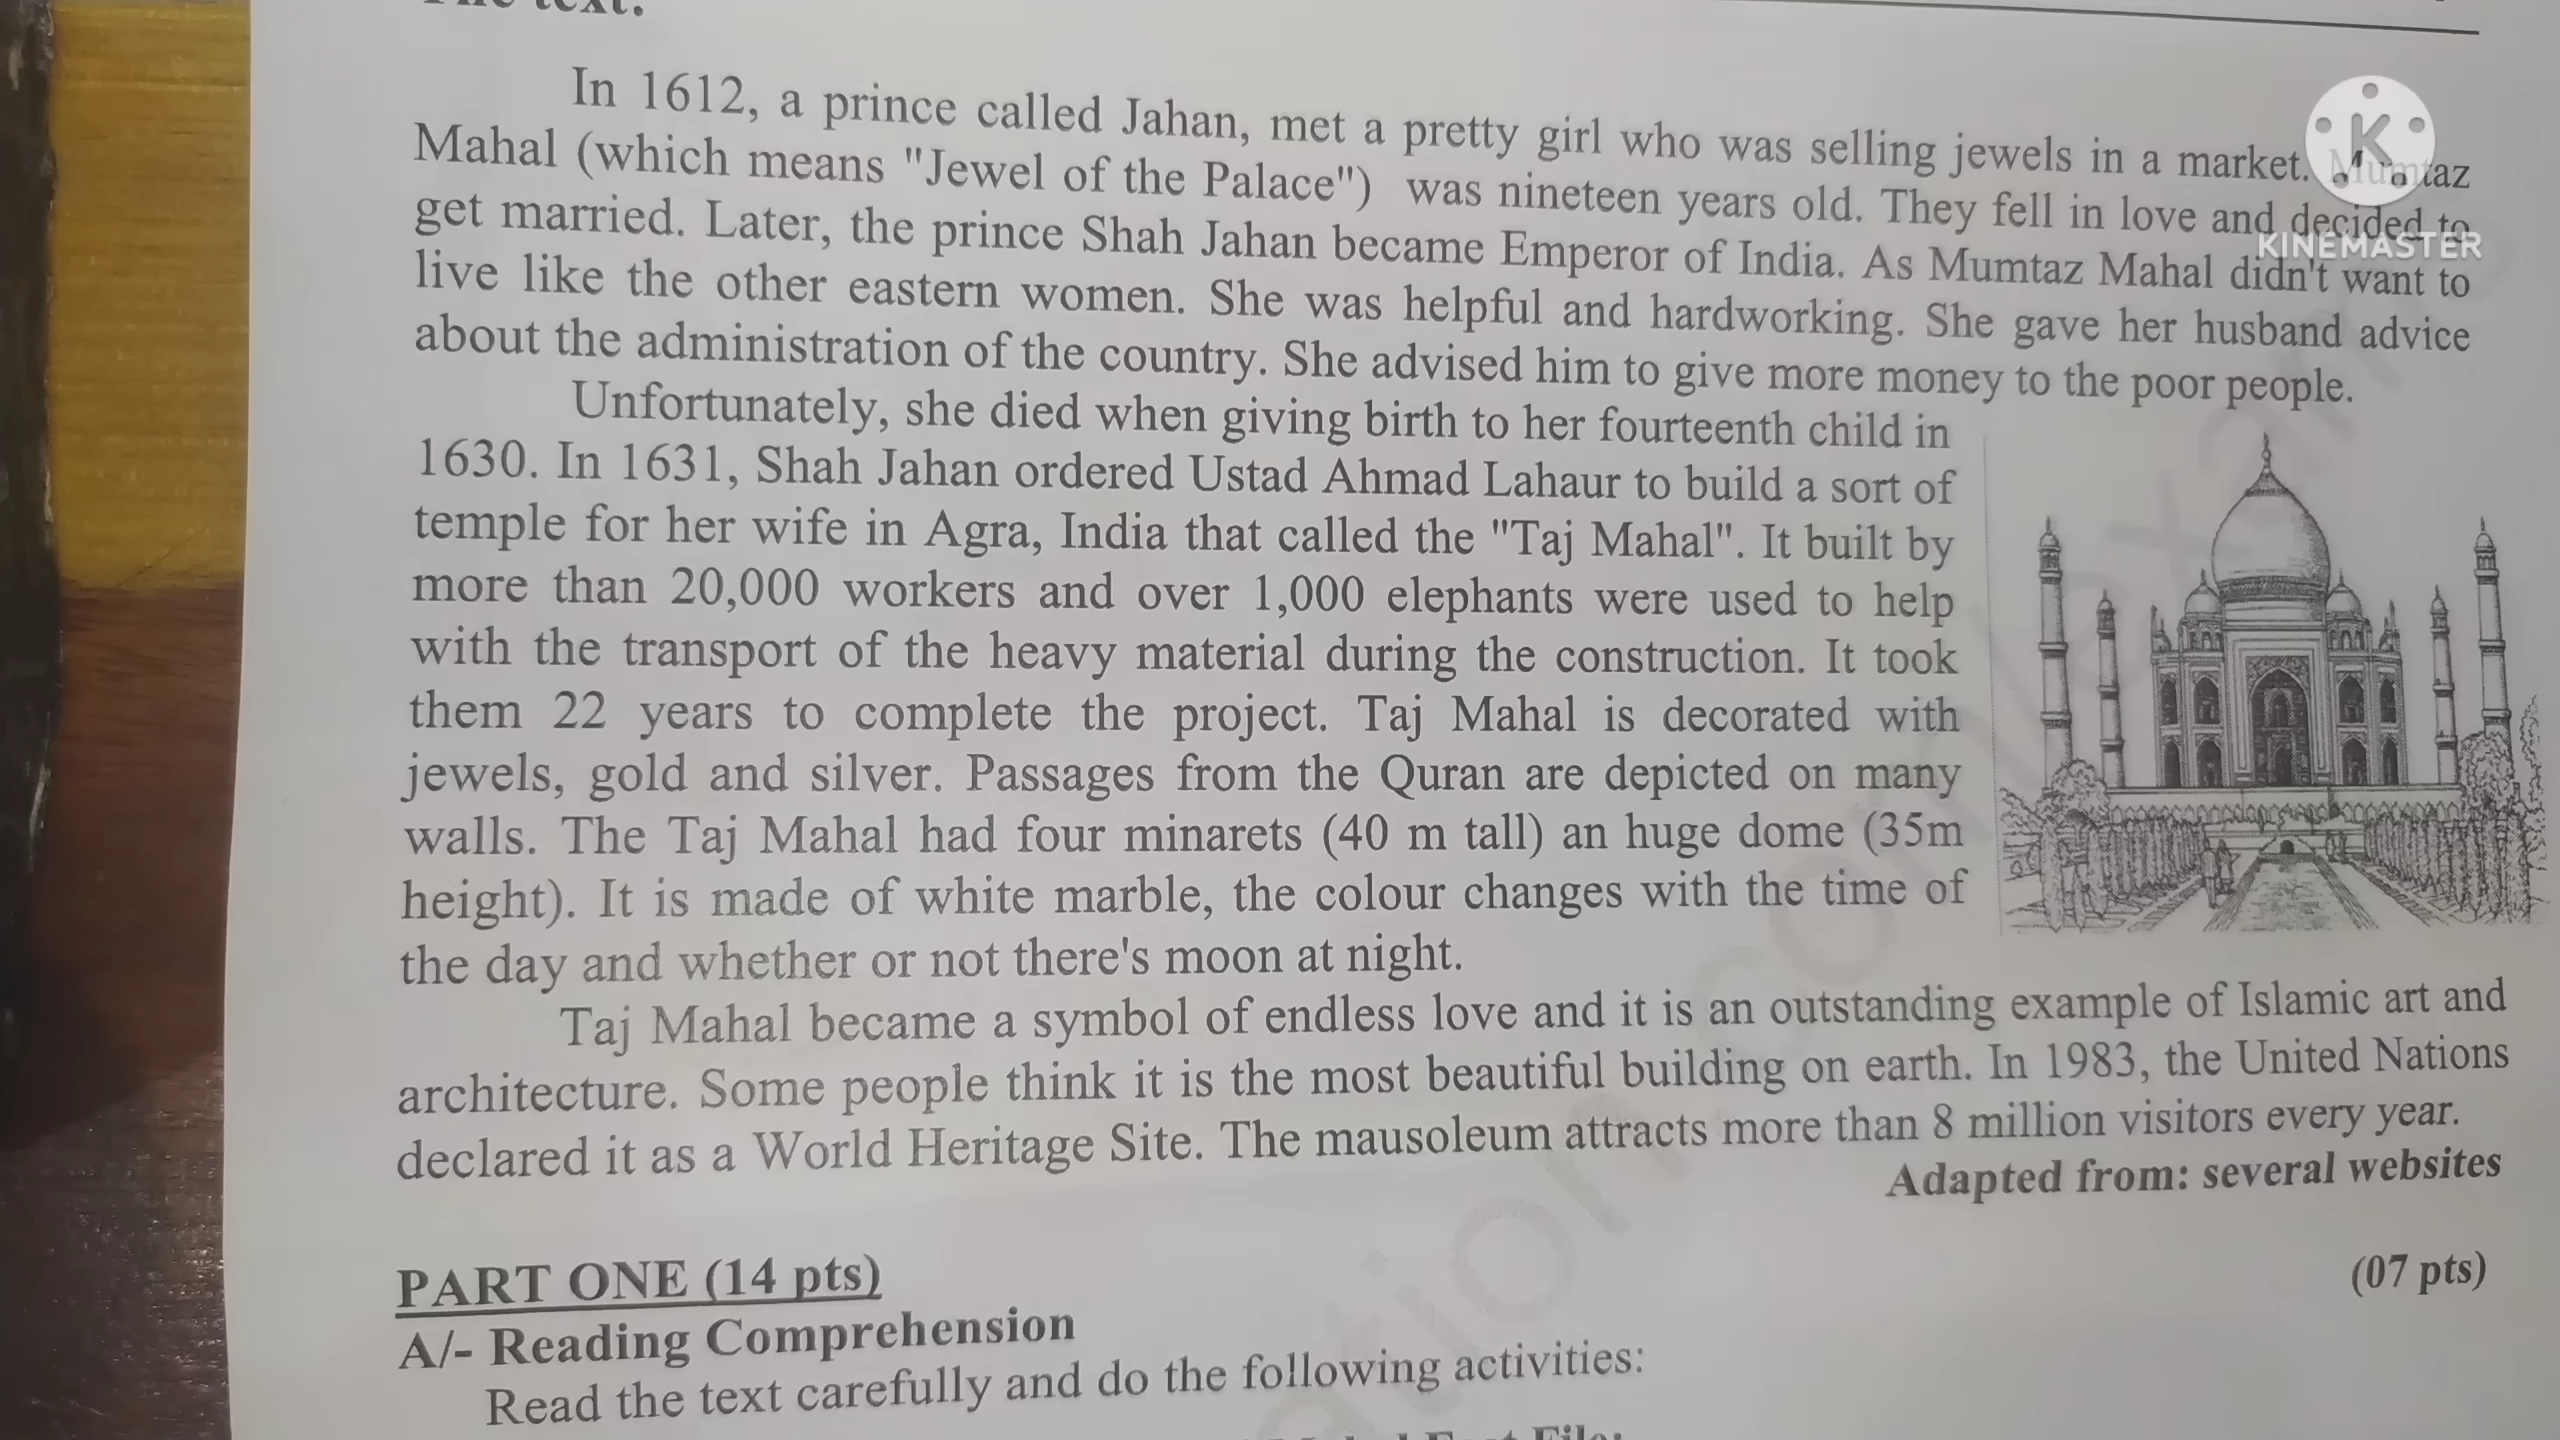 The text:
In 1612, a prince called Jahan, met a pretty girl who was selling jewels in a market. Mumtaz
Mahal (which means "Jewel of the Palace") was nineteen years old. They fell in love and decided to
get married. Later, the prince Shah Jahan became Emperor of India. As Mumtaz Mahal didn't want to
live like the other eastern women. She was helpful and hardworking. She gave her husband advice
about the administration of the country. She advised him to give more money to the poor people.
Unfortunately, she died when giving birth to her fourteenth child in
1630. In 1631, Shah Jahan ordered Ustad Ahmad Lahaur to build a sort of
temple for her wife in Agra, India that called the "Taj Mahal". It built by
more than 20,000 workers and over 1,000 elephants were used to help
with the transport of the heavy material during the construction. It took
them 22 years to complete the project. Taj Mahal is decorated with
jewels, gold and silver. Passages from the Quran are depicted on many
walls. The Taj Mahal had four minarets (40 m tall) an huge dome (35m
height). It is made of white marble, the colour changes with the time of
the day and whether or not there's moon at night.
Taj Mahal became a symbol of endless love and it is an outstanding example of Islamic art and
architecture. Some people think it is the most beautiful building on earth. In 1983, the United Nations
declared it as a World Heritage Site. The mausoleum attracts more than 8 million visitors every year.
Adapted from: several websites
PART ONE (14 pts)
(07 pts)
A/- Reading Comprehension
Read the text carefully and do the following activities:
File:
K
KINEMASTER